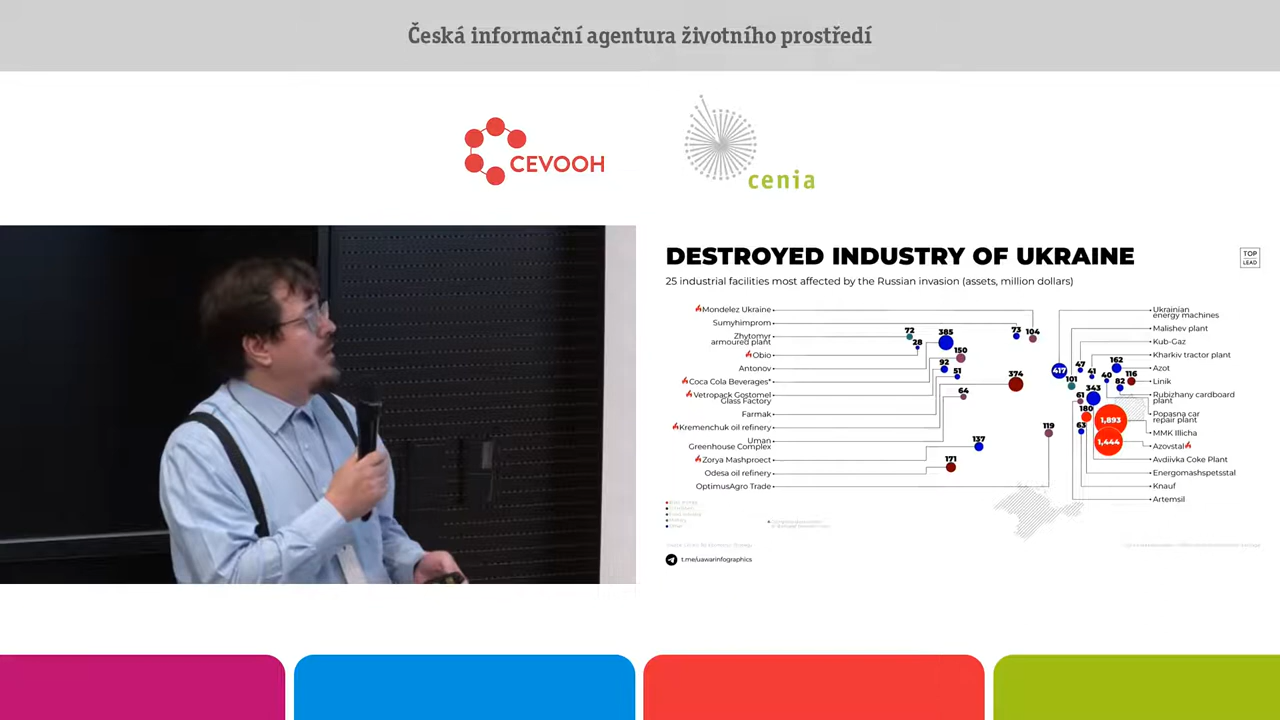 Česká informační agentura životního prostředí
CEVOOH
cenia
DESTROYED INDUSTRY OF UKRAINE
TOP
LEAD
25 industrial facilities most affected by the Russian invasion (assets, million dollars)
Mondelez Ukraine
Sumyhimprom
Zhytomyr
armoured plant
Obio
Antonov
Coca Cola Beverages*
Vetropack Gostomel
Glass Factory
Farmak
Kremenchuk oil refinery
Uman
Greenhouse Complex
Zorya Mashproect
Odesa oil refinery
OptimusAgro Trade
72
28
385
150
92
51
64
374
73
104
137
171
119
417
101
47
41
162
40
82
116
61
343
180
63
1,893
1,444
Ukrainian
energy machines
Malishev plant
Kub-Gaz
Kharkiv tractor plant
Azot
Linik
Rubizhany cardboard
plant
Popasna car
repair plant
MMK Illicha
Azovstal
Avdiivka Coke Plant
Energomashspetsstal
Knauf
Artemsil
t.me/uawarinfographics